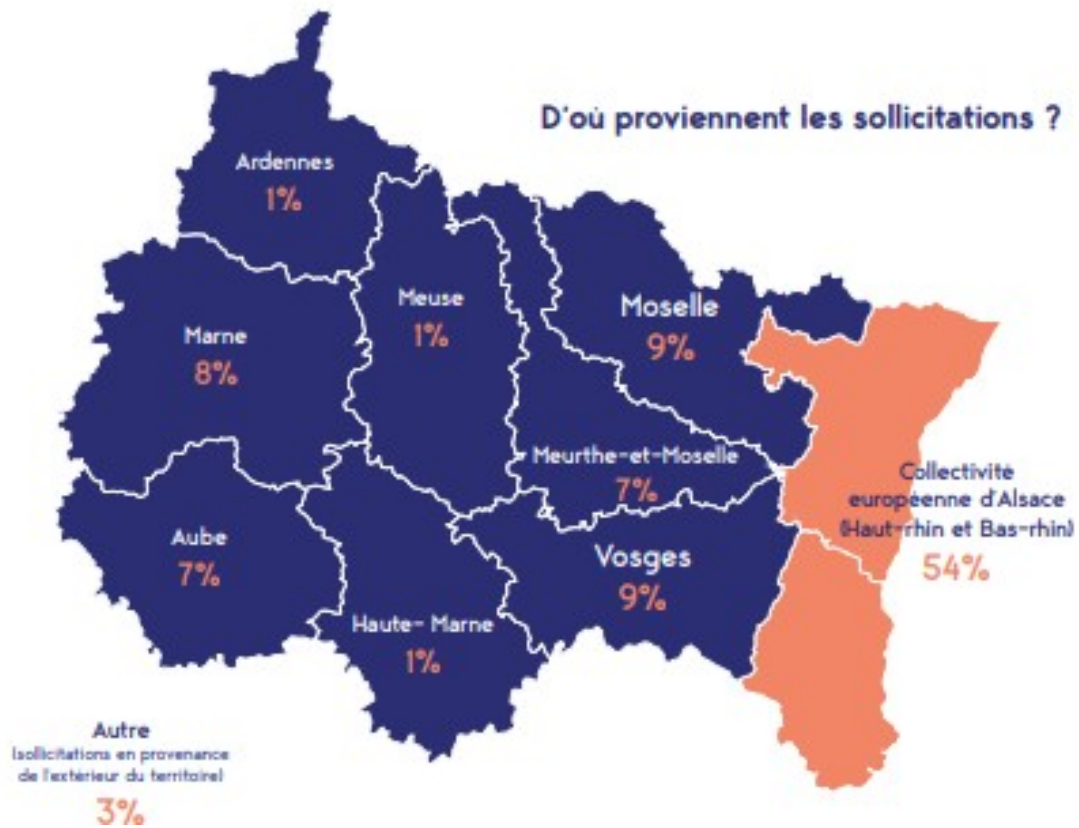 D'où proviennent les sollicitations ?
Ardennes
1%
Meuse
1%
Moselle
9%
Marne
8%
Meurthe-et-Moselle
7%
Collectivité
européenne d'Alsace
(Haut-rhin et Bas-rhin)
54%
Aube
7%
Vosges
9%
Haute- Marne
1%
Autre
(sollicitations en provenance
de l'extérieur du territoire)
3%